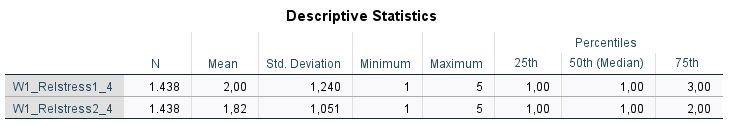 Descriptive Statistics
Percentiles
N Mean Std. Deviation Minimum Maximum 25th 50th (Median) 75th
W1_Relstress1_4 1.438 2,00 1,240 1 5 1,00 1,00 3,00
W1_Relstress2_4 1.438 1,82 1,051 1 5 1,00 1,00 2,00